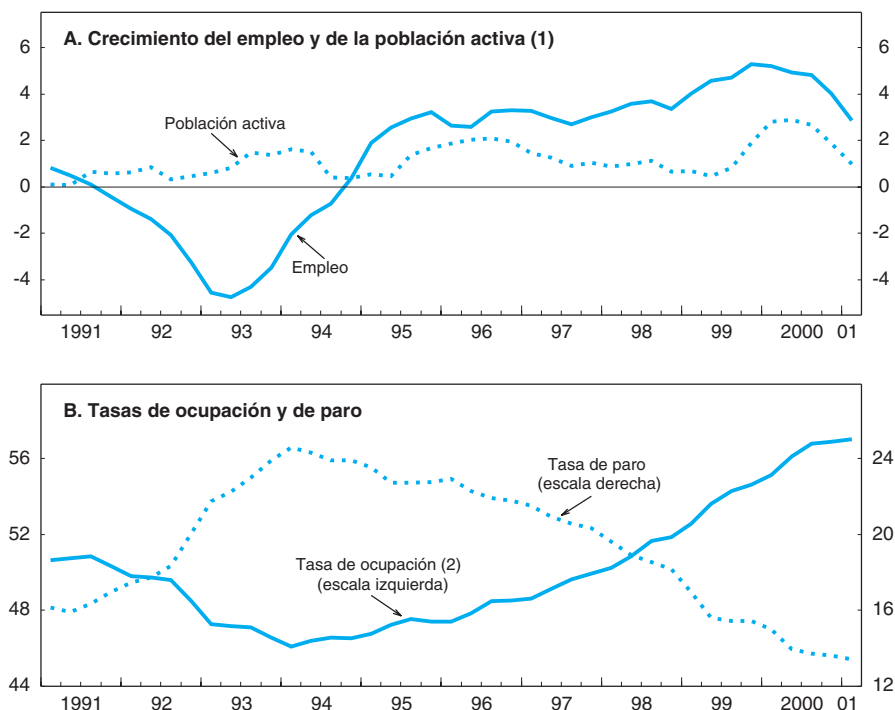 A. Crecimiento del empleo y de la población activa (1)
6 6
4 4
Población activa
2 2
0 0
-2 -2
Empleo
-4 -4
1991 92 93 94 95 96 97 98 99 2000 01
B. Tasas de ocupación y de paro
56 24
Tasa de paro
(escala derecha)
52 20
Tasa de ocupación (2)
(escala izquierda)
48 16
44 12
1991 92 93 94 95 96 97 98 99 2000 01